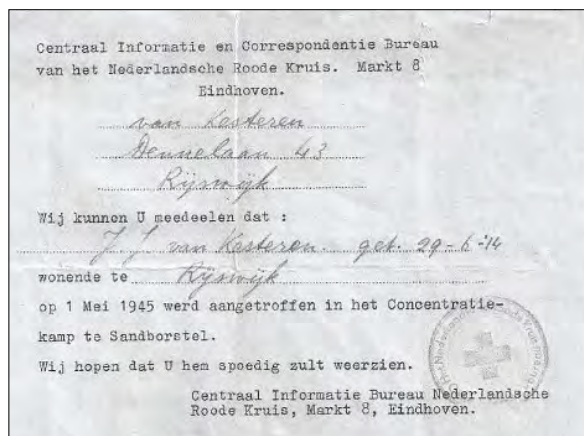 Centraal Informatie en Correspondentie Bureau
van het Nederlandsche Roode Kruis. Markt 8
Eindhoven.
van Kesteren
Dennelaan 43
Rijswijk
Wij kunnen U meedeelen dat :
J. J. van Kesteren. geb. 29-6-'14
wonende te Rijswijk
op 1 Mei 1945 werd aangetroffen in het Concentratie-
kamp te Sandborstel.
Wij hopen dat U hem spoedig zult weerzien.
Centraal Informatie Bureau Nederlandsche
Roode Kruis, Markt 8, Eindhoven.